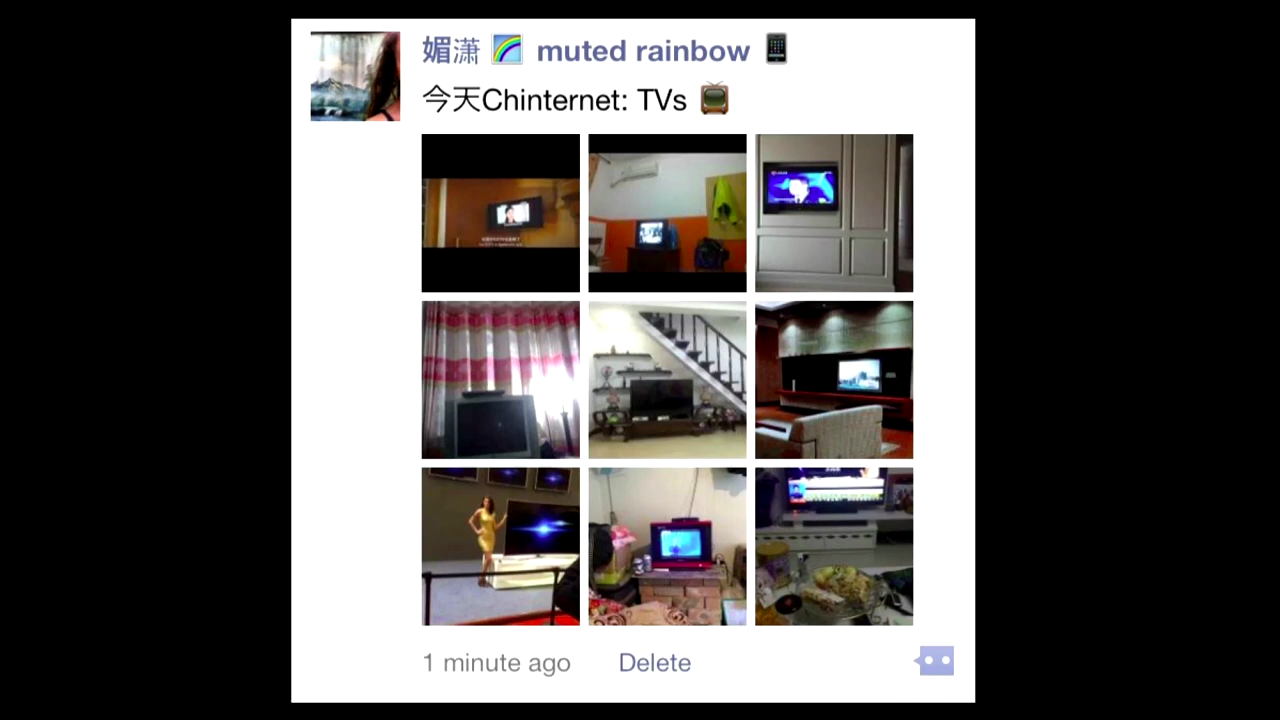 媚潇 muted rainbow
今天Chinternet: TVs
1 minute ago Delete